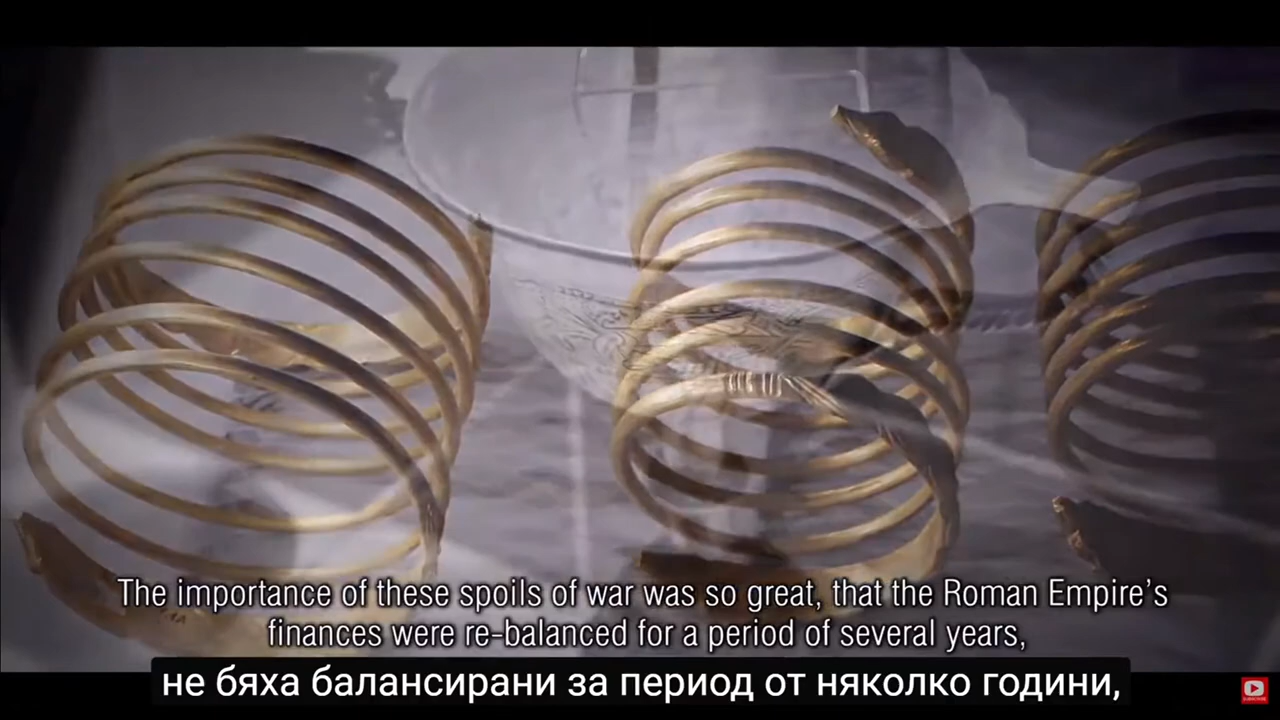 The importance of these spoils of war was so great, that the Roman Empire’s
finances were re-balanced for a period of several years,
не бяха балансирани за период от няколко години,
SUBSCRIBE